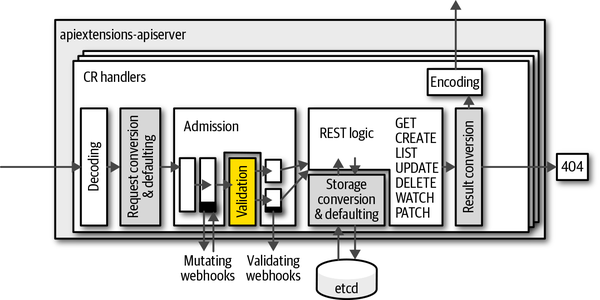 apiextensions-apiserver
CR handlers
Encoding
Decoding
Request conversion
& defaulting
Admission
Validation
REST logic
Storage
conversion
& defaulting
GET
CREATE
LIST
UPDATE
DELETE
WATCH
PATCH
Result conversion
404
Mutating
webhooks
Validating
webhooks
etcd